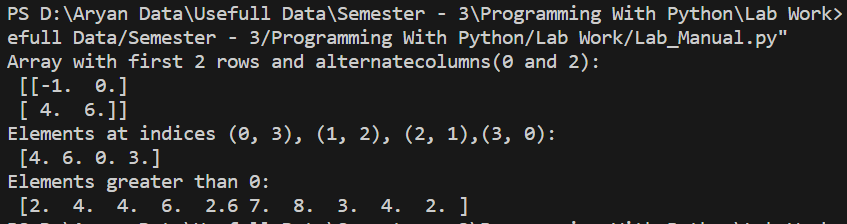 PS D:\Aryan Data\Usefull Data\Semester - 3\Programming With Python\Lab Work>
efull Data/Semester - 3/Programming With Python/Lab Work/Lab_Manual.py"
Array with first 2 rows and alternatecolumns(0 and 2):
 [[-1.  0.]
 [ 4.  6.]]
Elements at indices (0, 3), (1, 2), (2, 1),(3, 0):
 [4. 6. 0. 3.]
Elements greater than 0:
 [2.  4.  4.  6.  2.6 7.  8.  3.  4.  2. ]